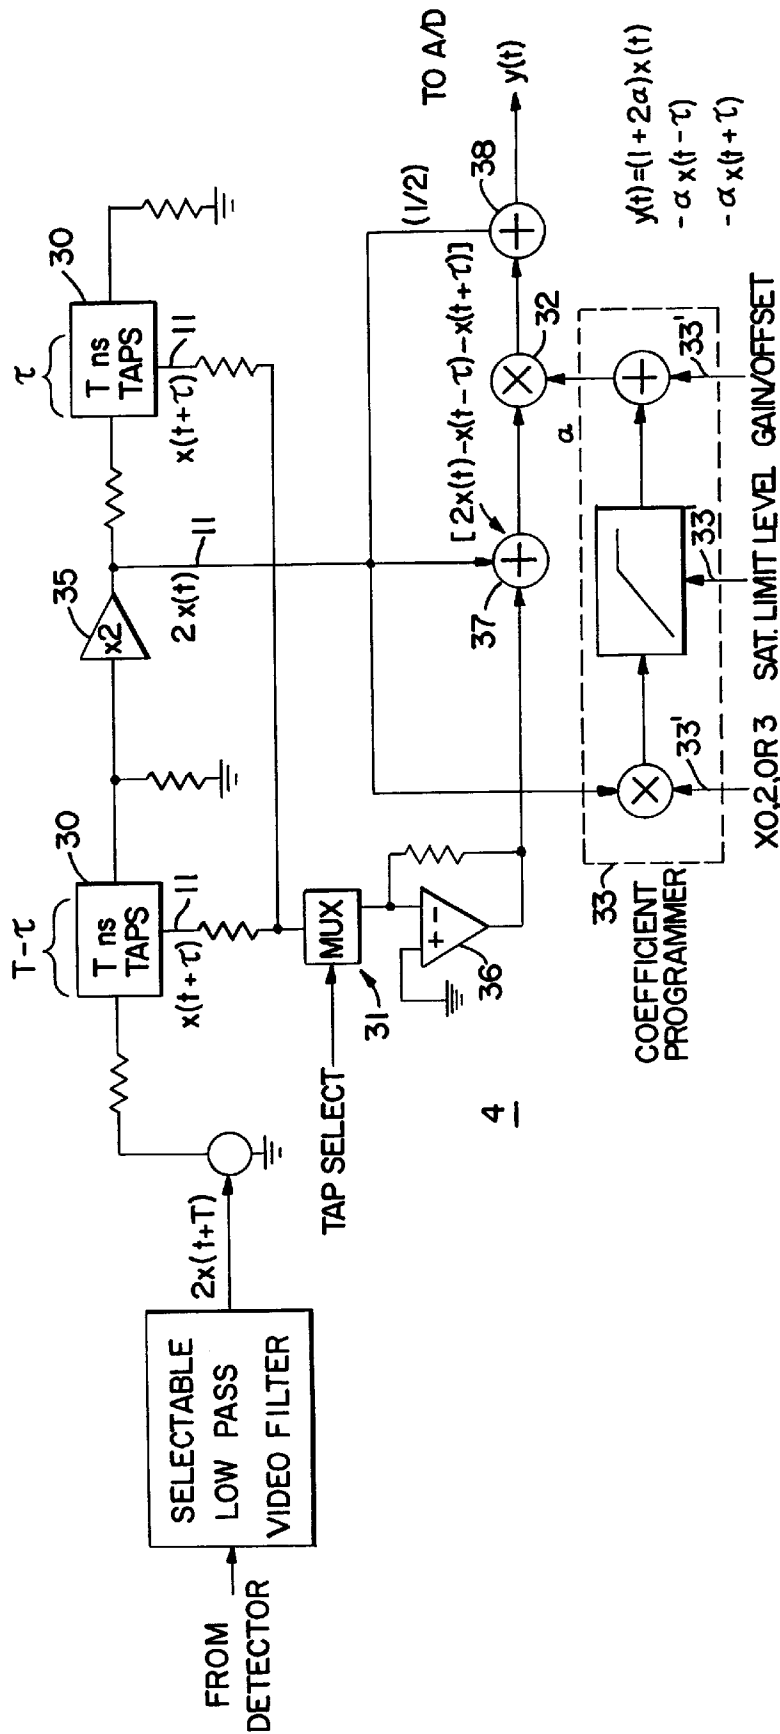 FROM
DETECTOR
SELECTABLE
LOW PASS
VIDEO FILTER
2x(t+T)
T-τ
30
T ns
TAPS
11
x(t+τ)
35
x2
2x(t)
11
τ
30
T ns
TAPS
11
x(t+τ)
TAP SELECT
MUX
31
+
-
36
4
37
+
[2x(t)-x(t-τ)-x(t+τ)]
×
32
+
38
(1/2)
TO A/D
y(t)
α
33
COEFFICIENT
PROGRAMMER
×
+
33'
33'
33'
X0,2,OR 3
SAT. LIMIT LEVEL
GAIN/OFFSET
y(t)=(1+2α)x(t)
-αx(t-τ)
-αx(t+τ)